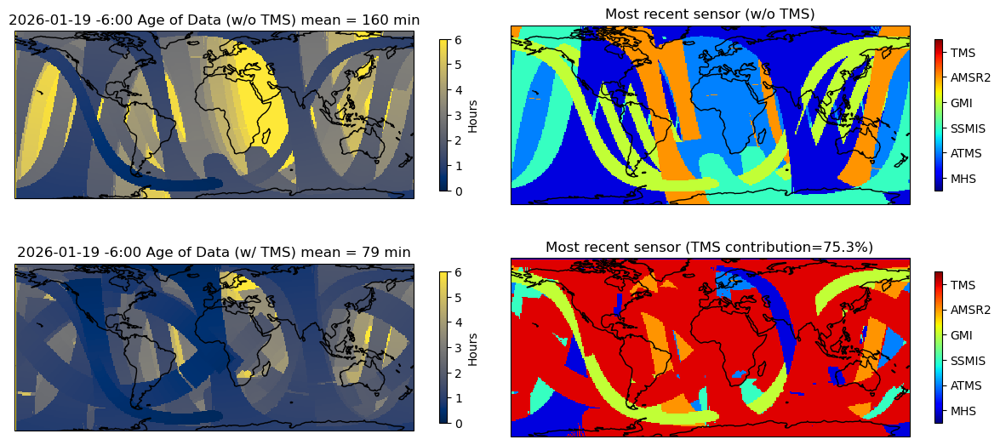 2026-01-19 -6:00 Age of Data (w/o TMS) mean = 160 min
6
5
4
3
2
1
0
Hours
Most recent sensor (w/o TMS)
TMS
AMSR2
GMI
SSMIS
ATMS
MHS
2026-01-19 -6:00 Age of Data (w/ TMS) mean = 79 min
6
5
4
3
2
1
0
Hours
Most recent sensor (TMS contribution=75.3%)
TMS
AMSR2
GMI
SSMIS
ATMS
MHS